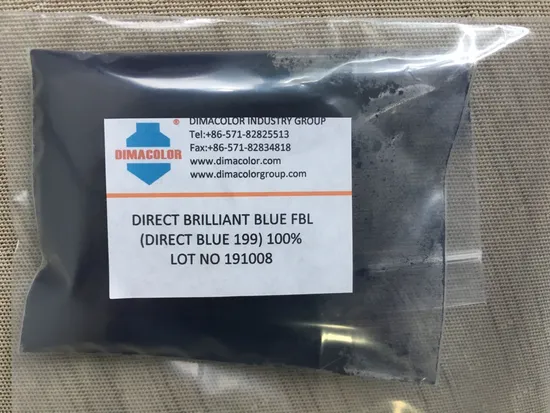 DIMACOLOR INDUSTRY GROUP
Tel:+86-571-82825513
Fax:+86-571-82834818
www.dimacolor.com
www.dimacolorgroup.com
®
DIMACOLOR
DIRECT BRILLIANT BLUE FBL
(DIRECT BLUE 199) 100%
LOT NO 191008